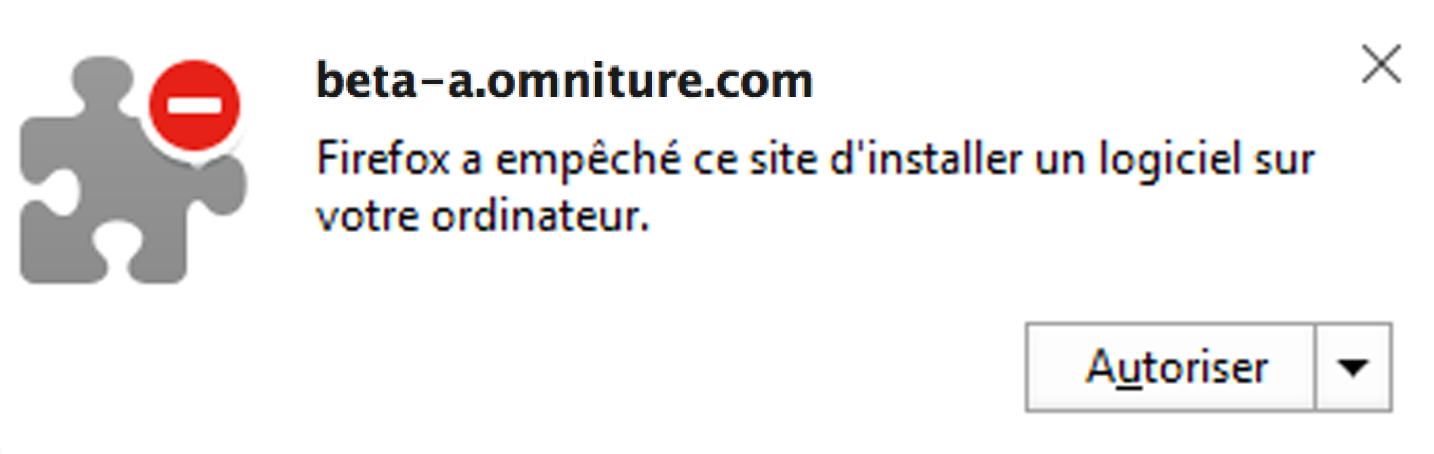 beta-a.omniture.com
Firefox a empêché ce site d'installer un logiciel sur
votre ordinateur.
Autoriser